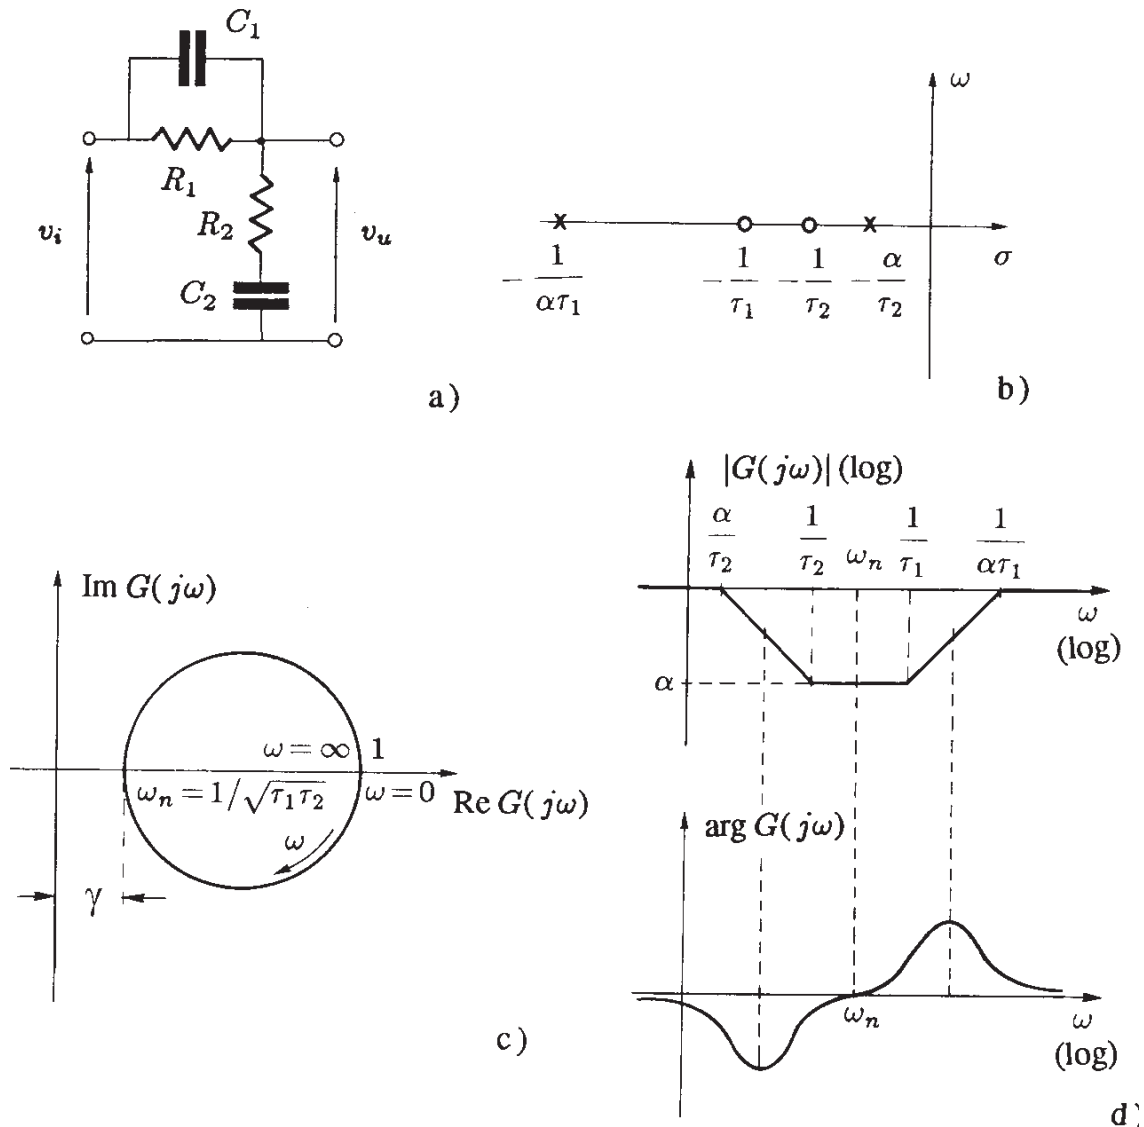 C₁
R₁
R₂
C₂
vᵢ
vᵤ
a)
ω
σ
−1/(ατ₁)
−1/τ₁
−1/τ₂
−α/τ₂
b)
Im G(jω)
ω = ∞ 1
ωₙ = 1/√(τ₁τ₂) ω = 0
Re G(jω)
ω
γ
c)
|G(jω)| (log)
α/τ₂ 1/τ₂ ωₙ 1/τ₁ 1/(ατ₁)
ω
(log)
α
arg G(jω)
ωₙ
ω
(log)
d)